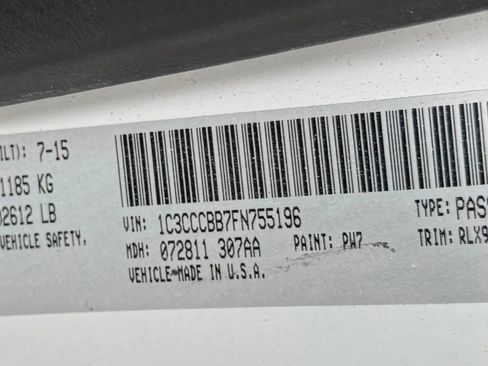 ILT): 7-15
1185 KG
02612 LB
VEHICLE SAFETY,
VIN: 1C3CCCBB7FN755196
TYPE: PAS
MDH: 072811 307AA PAINT: PW7
TRIM: RLX9
VEHICLE MADE IN U.S.A.